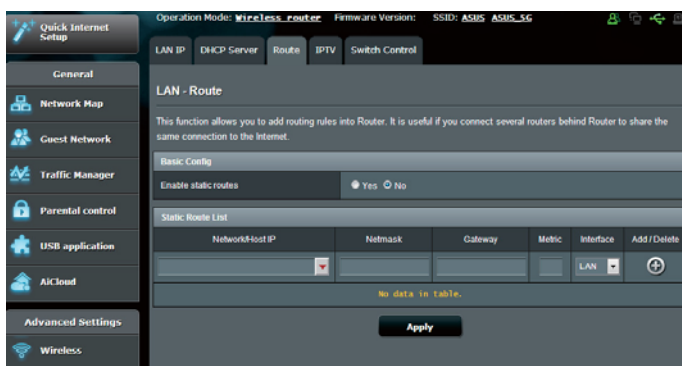 Quick Internet
Setup
Operation Mode: Wireless router Firmware Version: SSID: ASUS ASUS_5G
LAN IP DHCP Server Route IPTV Switch Control
General
Network Map
Guest Network
Traffic Manager
Parental control
USB application
AiCloud
Advanced Settings
Wireless
LAN - Route
This function allows you to add routing rules into Router. It is useful if you connect several routers behind Router to share the
same connection to the Internet.
Basic Config
Enable static routes Yes No
Static Route List
Network/Host IP Netmask Gateway Metric Interface Add / Delete
LAN
No data in table.
Apply